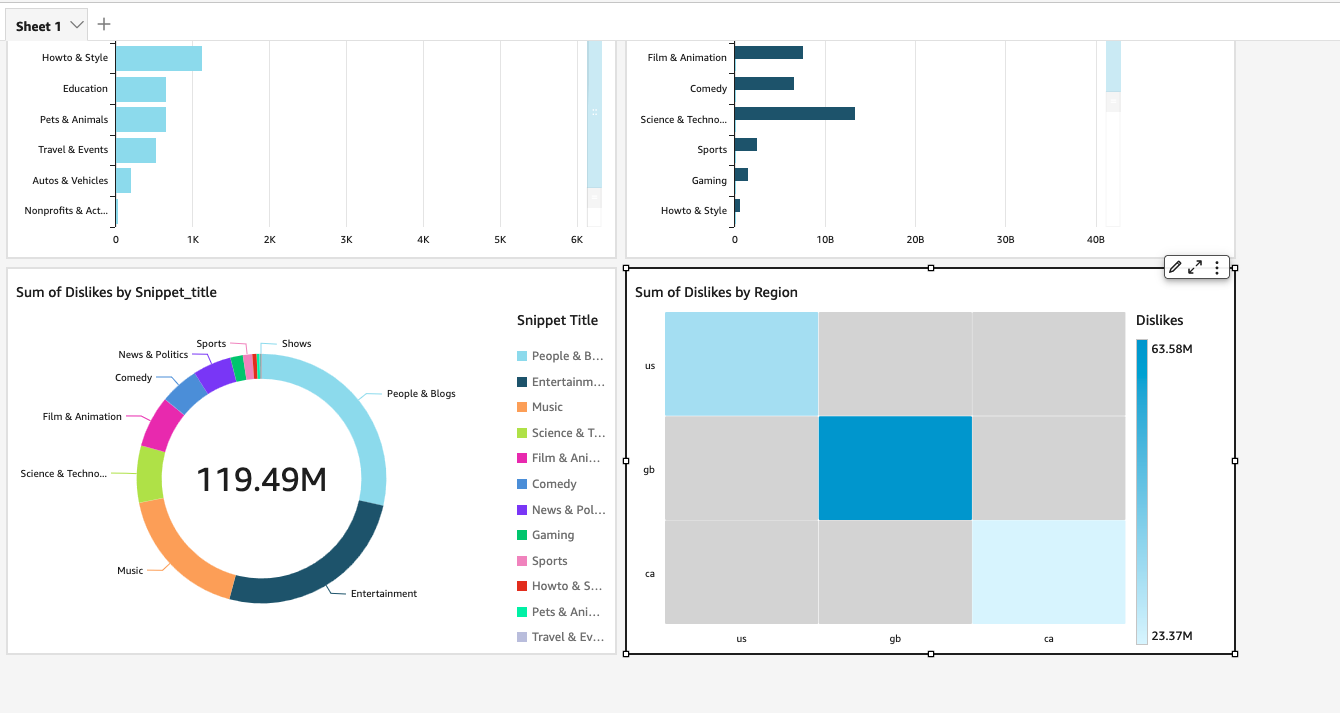 Sheet 1
Howto & Style
Education
Pets & Animals
Travel & Events
Autos & Vehicles
Nonprofits & Act...
0 1K 2K 3K 4K 5K 6K
Film & Animation
Comedy
Science & Techno...
Sports
Gaming
Howto & Style
0 10B 20B 30B 40B
Sum of Dislikes by Snippet_title
Sports
Shows
News & Politics
Comedy
People & Blogs
Film & Animation
Science & Techno...
119.49M
Music
Entertainment
Snippet Title
People & B...
Entertainm...
Music
Science & T...
Film & Ani...
Comedy
News & Pol...
Gaming
Sports
Howto & S...
Pets & Ani...
Travel & Ev...
Sum of Dislikes by Region
us
gb
ca
us gb ca
Dislikes
63.58M
23.37M